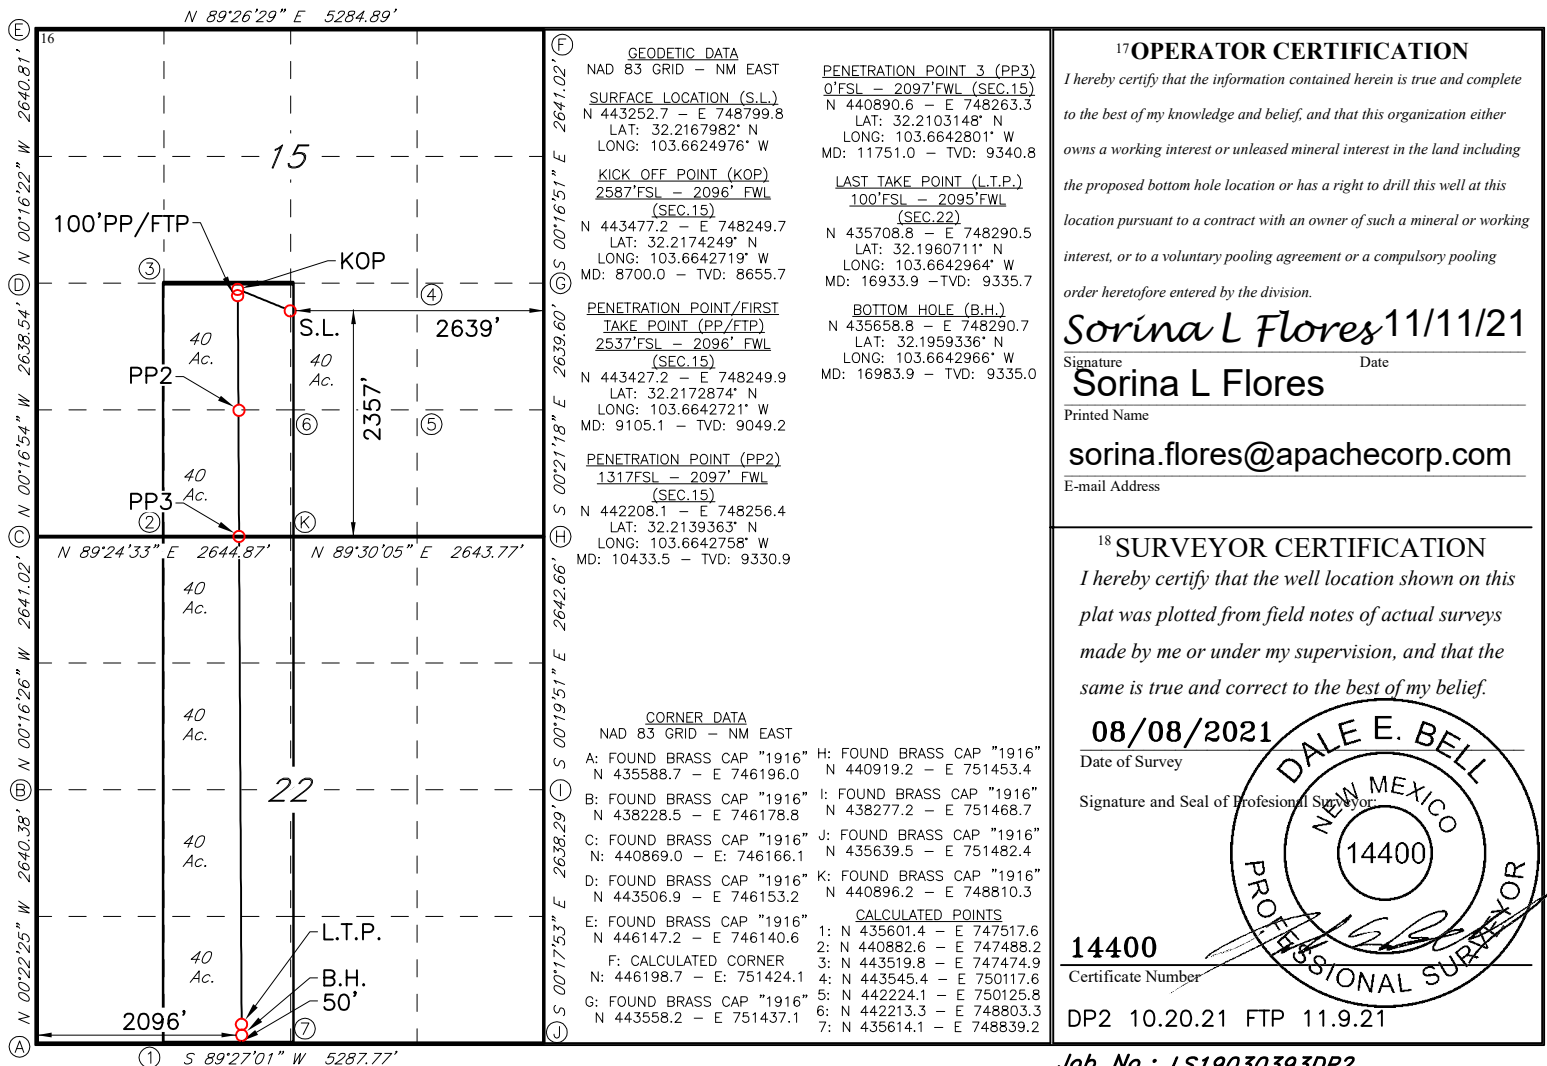 N 89°26'29" E 5284.89'
E
16
F
N 00°16'22" W 2640.81'
S 00°16'51" E 2641.02'
15
100'PP/FTP
KOP
3
D
4
G
S.L.
2639'
40
Ac.
40
Ac.
N 00°16'54" W 2638.54'
S 00°21'18" E 2639.60'
PP2
2357'
6
5
40
Ac.
PP3
2
K
C
H
N 89°24'33" E 2644.87'
N 89°30'05" E 2643.77'
40
Ac.
N 00°16'26" W 2641.02'
S 00°19'51" E 2642.66'
40
Ac.
B
22
I
40
Ac.
N 00°22'25" W 2640.38'
S 00°17'53" E 2638.29'
L.T.P.
40
Ac.
B.H.
50'
2096'
7
A
J
1
S 89°27'01" W 5287.77'
GEODETIC DATA
NAD 83 GRID – NM EAST
SURFACE LOCATION (S.L.)
N 443252.7 – E 748799.8
LAT: 32.2167982° N
LONG: 103.6624976° W
KICK OFF POINT (KOP)
2587'FSL – 2096' FWL
(SEC.15)
N 443477.2 – E 748249.7
LAT: 32.2174249° N
LONG: 103.6642719° W
MD: 8700.0 – TVD: 8655.7
PENETRATION POINT/FIRST
TAKE POINT (PP/FTP)
2537'FSL – 2096' FWL
(SEC.15)
N 443427.2 – E 748249.9
LAT: 32.2172874° N
LONG: 103.6642721° W
MD: 9105.1 – TVD: 9049.2
PENETRATION POINT (PP2)
1317FSL – 2097' FWL
(SEC.15)
N 442208.1 – E 748256.4
LAT: 32.2139363° N
LONG: 103.6642758° W
MD: 10433.5 – TVD: 9330.9
PENETRATION POINT 3 (PP3)
0'FSL – 2097'FWL (SEC.15)
N 440890.6 – E 748263.3
LAT: 32.2103148° N
LONG: 103.6642801° W
MD: 11751.0 – TVD: 9340.8
LAST TAKE POINT (L.T.P.)
100'FSL – 2095'FWL
(SEC.22)
N 435708.8 – E 748290.5
LAT: 32.1960711° N
LONG: 103.6642964° W
MD: 16933.9 –TVD: 9335.7
BOTTOM HOLE (B.H.)
N 435658.8 – E 748290.7
LAT: 32.1959336° N
LONG: 103.6642966° W
MD: 16983.9 – TVD: 9335.0
CORNER DATA
NAD 83 GRID – NM EAST
A: FOUND BRASS CAP "1916"
N 435588.7 – E 746196.0
B: FOUND BRASS CAP "1916"
N 438228.5 – E 746178.8
C: FOUND BRASS CAP "1916"
N: 440869.0 – E: 746166.1
D: FOUND BRASS CAP "1916"
N 443506.9 – E 746153.2
E: FOUND BRASS CAP "1916"
N 446147.2 – E 746140.6
F: CALCULATED CORNER
N: 446198.7 – E: 751424.1
G: FOUND BRASS CAP "1916"
N 443558.2 – E 751437.1
H: FOUND BRASS CAP "1916"
N 440919.2 – E 751453.4
I: FOUND BRASS CAP "1916"
N 438277.2 – E 751468.7
J: FOUND BRASS CAP "1916"
N 435639.5 – E 751482.4
K: FOUND BRASS CAP "1916"
N 440896.2 – E 748810.3
CALCULATED POINTS
1: N 435601.4 – E 747517.6
2: N 440882.6 – E 747488.2
3: N 443519.8 – E 747474.9
4: N 443545.4 – E 750117.6
5: N 442224.1 – E 750125.8
6: N 442213.3 – E 748803.3
7: N 435614.1 – E 748839.2
17 OPERATOR CERTIFICATION
I hereby certify that the information contained herein is true and complete
to the best of my knowledge and belief, and that this organization either
owns a working interest or unleased mineral interest in the land including
the proposed bottom hole location or has a right to drill this well at this
location pursuant to a contract with an owner of such a mineral or working
interest, or to a voluntary pooling agreement or a compulsory pooling
order heretofore entered by the division.
Sorina L Flores 11/11/21
Signature Date
Sorina L Flores
Printed Name
sorina.flores@apachecorp.com
E-mail Address
18 SURVEYOR CERTIFICATION
I hereby certify that the well location shown on this
plat was plotted from field notes of actual surveys
made by me or under my supervision, and that the
same is true and correct to the best of my belief.
08/08/2021
Date of Survey
Signature and Seal of Profesional Surveyor:
DALE E. BELL
NEW MEXICO
14400
PROFESSIONAL SURVEYOR
14400
Certificate Number
DP2 10.20.21 FTP 11.9.21
Job No.: LS19030393DP2